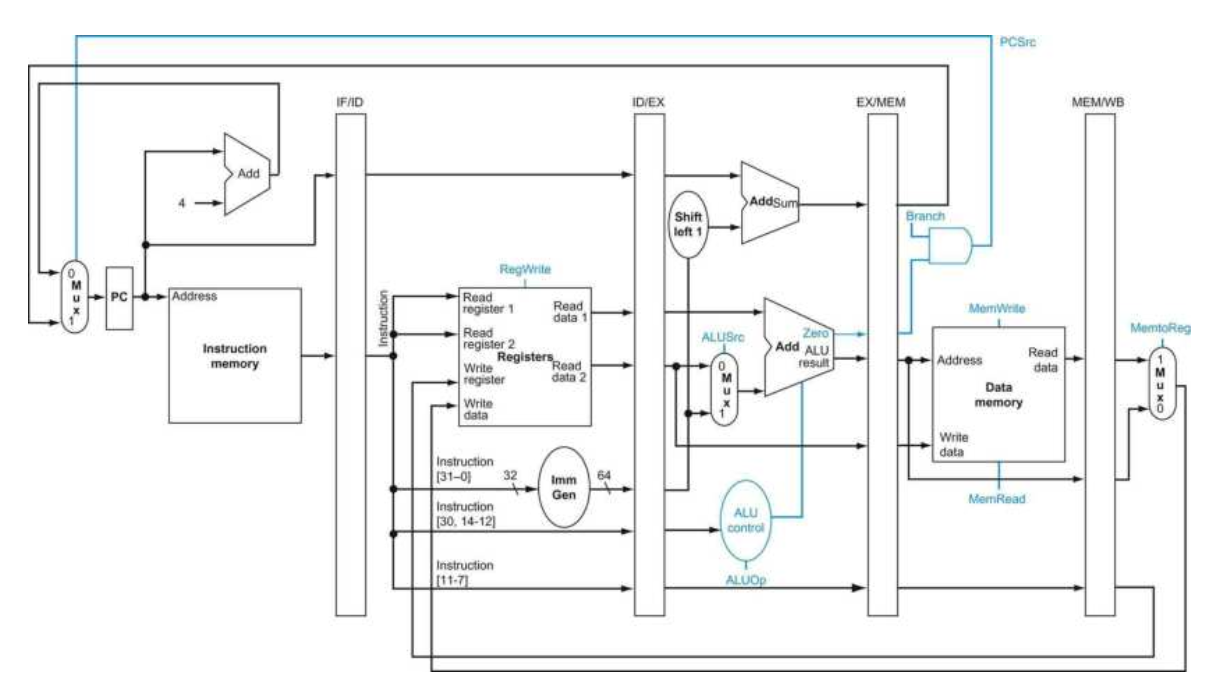 PCSrc
IF/ID
ID/EX
EX/MEM
MEM/WB
Add
4
Add Sum
Shift
left 1
Branch
0
M
u
x
1
PC
Address
Instruction
memory
Instruction
RegWrite
Read
register 1
Read
register 2
Write
register
Write
data
Registers
Read
data 1
Read
data 2
ALUSrc
0
M
u
x
1
Zero
Add
ALU
result
MemWrite
Address
Read
data
Data
memory
Write
data
MemRead
MemtoReg
1
M
u
x
0
Instruction
[31–0]
32
Imm
Gen
64
Instruction
[30, 14-12]
ALU
control
ALUOp
Instruction
[11-7]